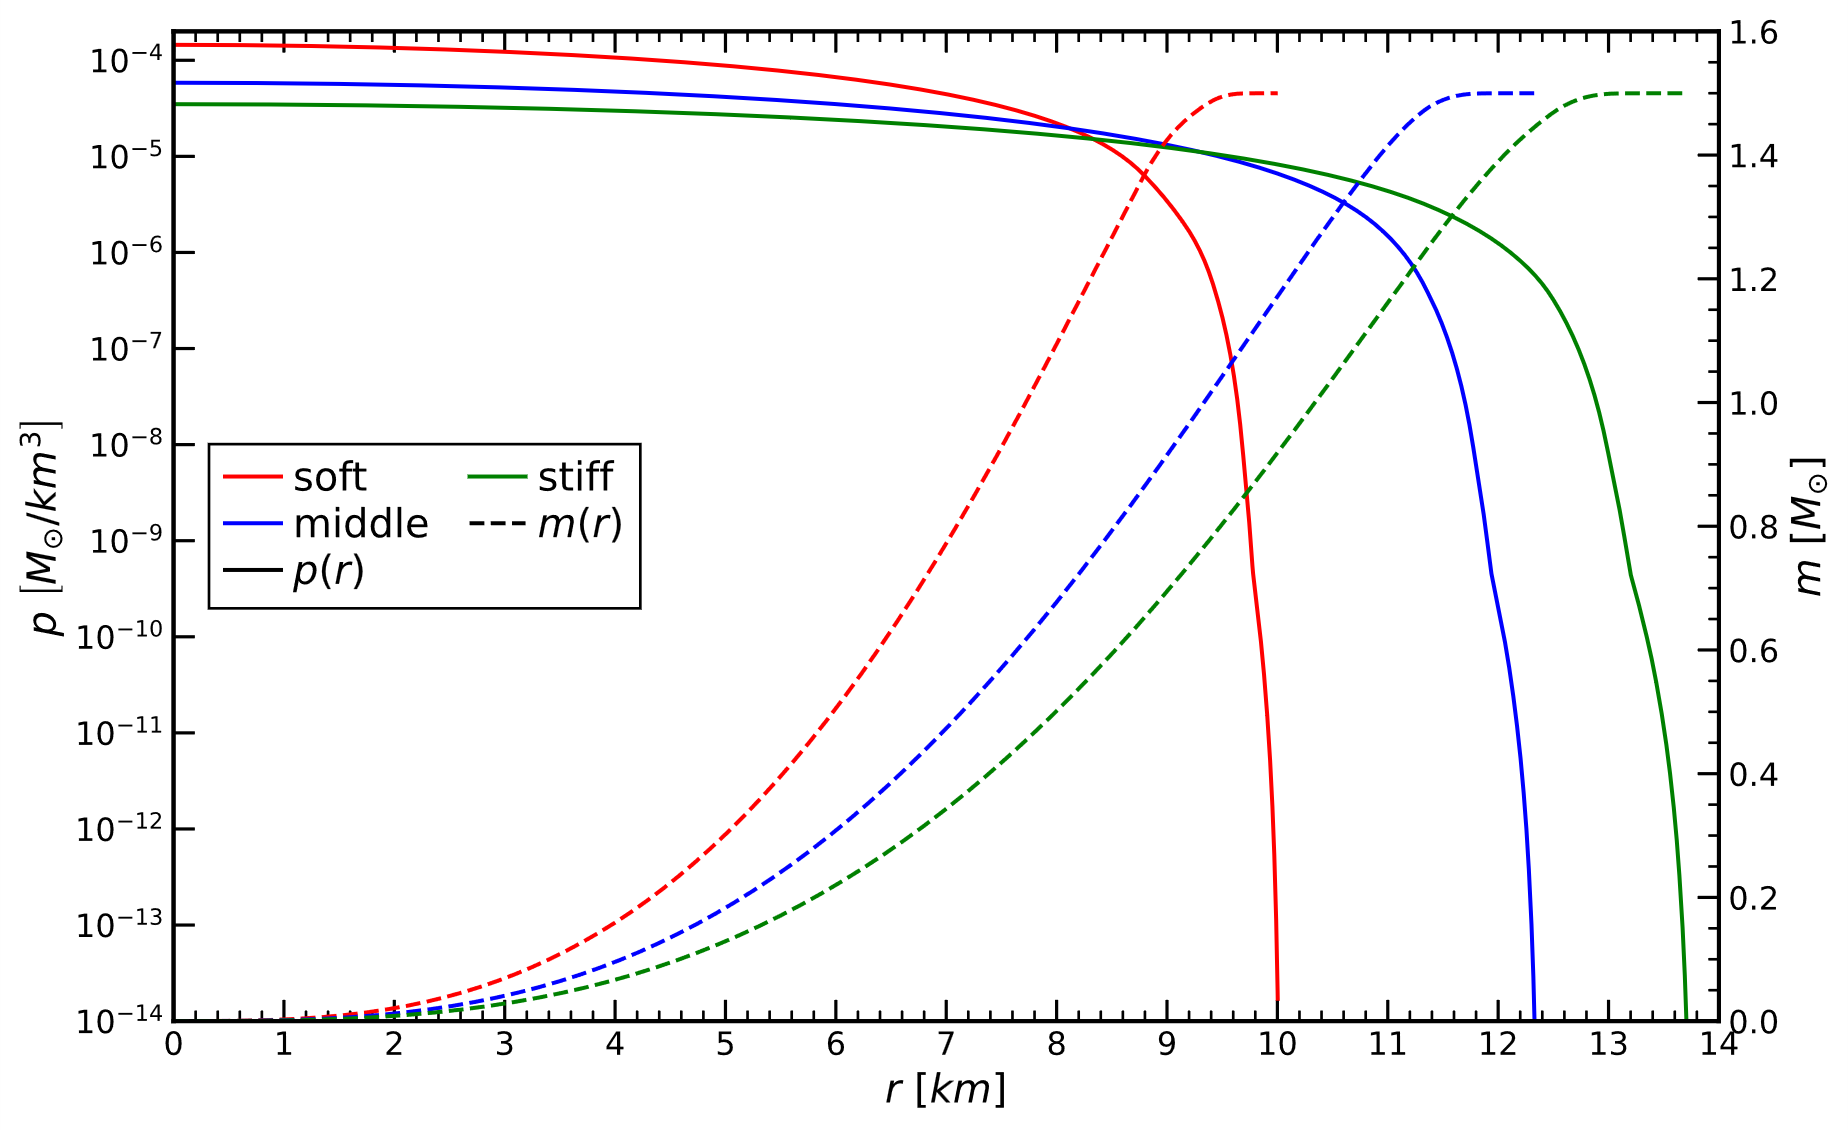 10⁻⁴
10⁻⁵
10⁻⁶
10⁻⁷
10⁻⁸
10⁻⁹
10⁻¹⁰
10⁻¹¹
10⁻¹²
10⁻¹³
10⁻¹⁴
p [M⊙/km³]
soft
middle
p(r)
stiff
m(r)
1.6
1.4
1.2
1.0
0.8
0.6
0.4
0.2
0.0
m [M⊙]
0 1 2 3 4 5 6 7 8 9 10 11 12 13 14
r [km]